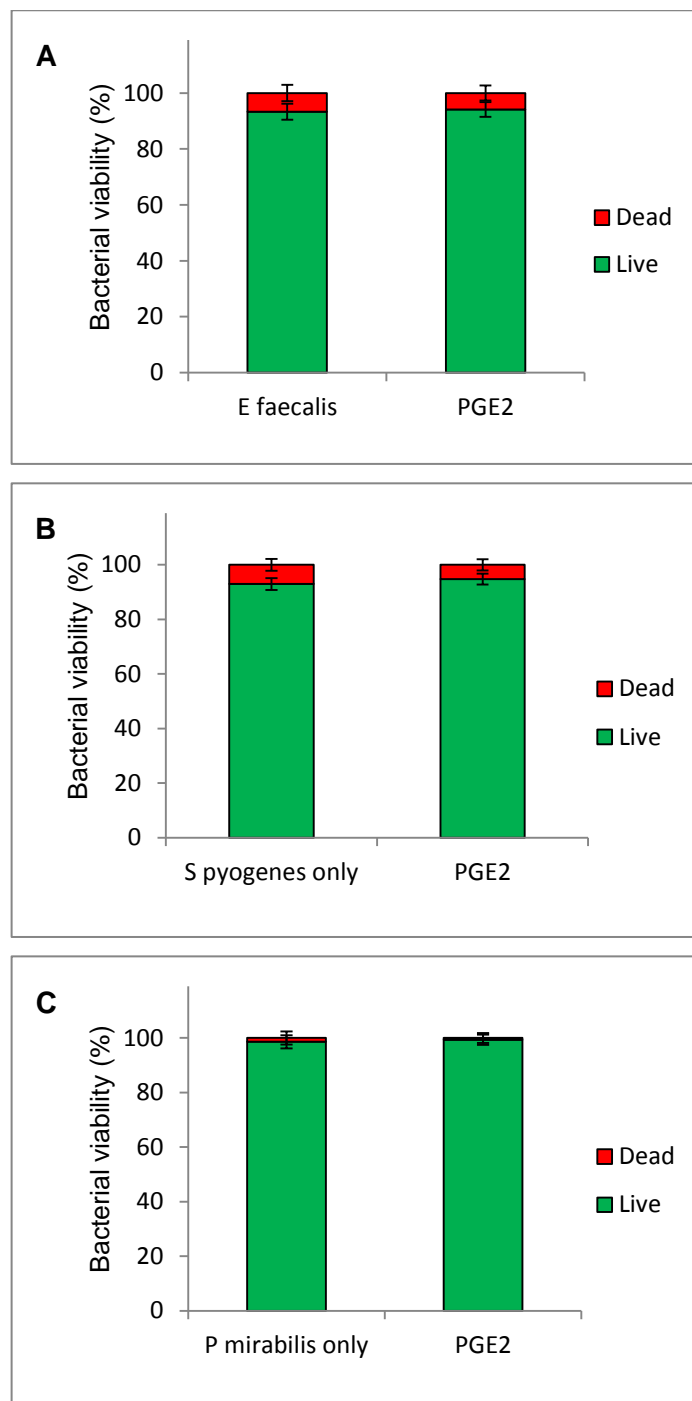 A
Bacterial viability (%)
100
80
60
40
20
0
E faecalis
PGE2
Dead
Live
B
Bacterial viability (%)
100
80
60
40
20
0
S pyogenes only
PGE2
Dead
Live
C
Bacterial viability (%)
100
80
60
40
20
0
P mirabilis only
PGE2
Dead
Live